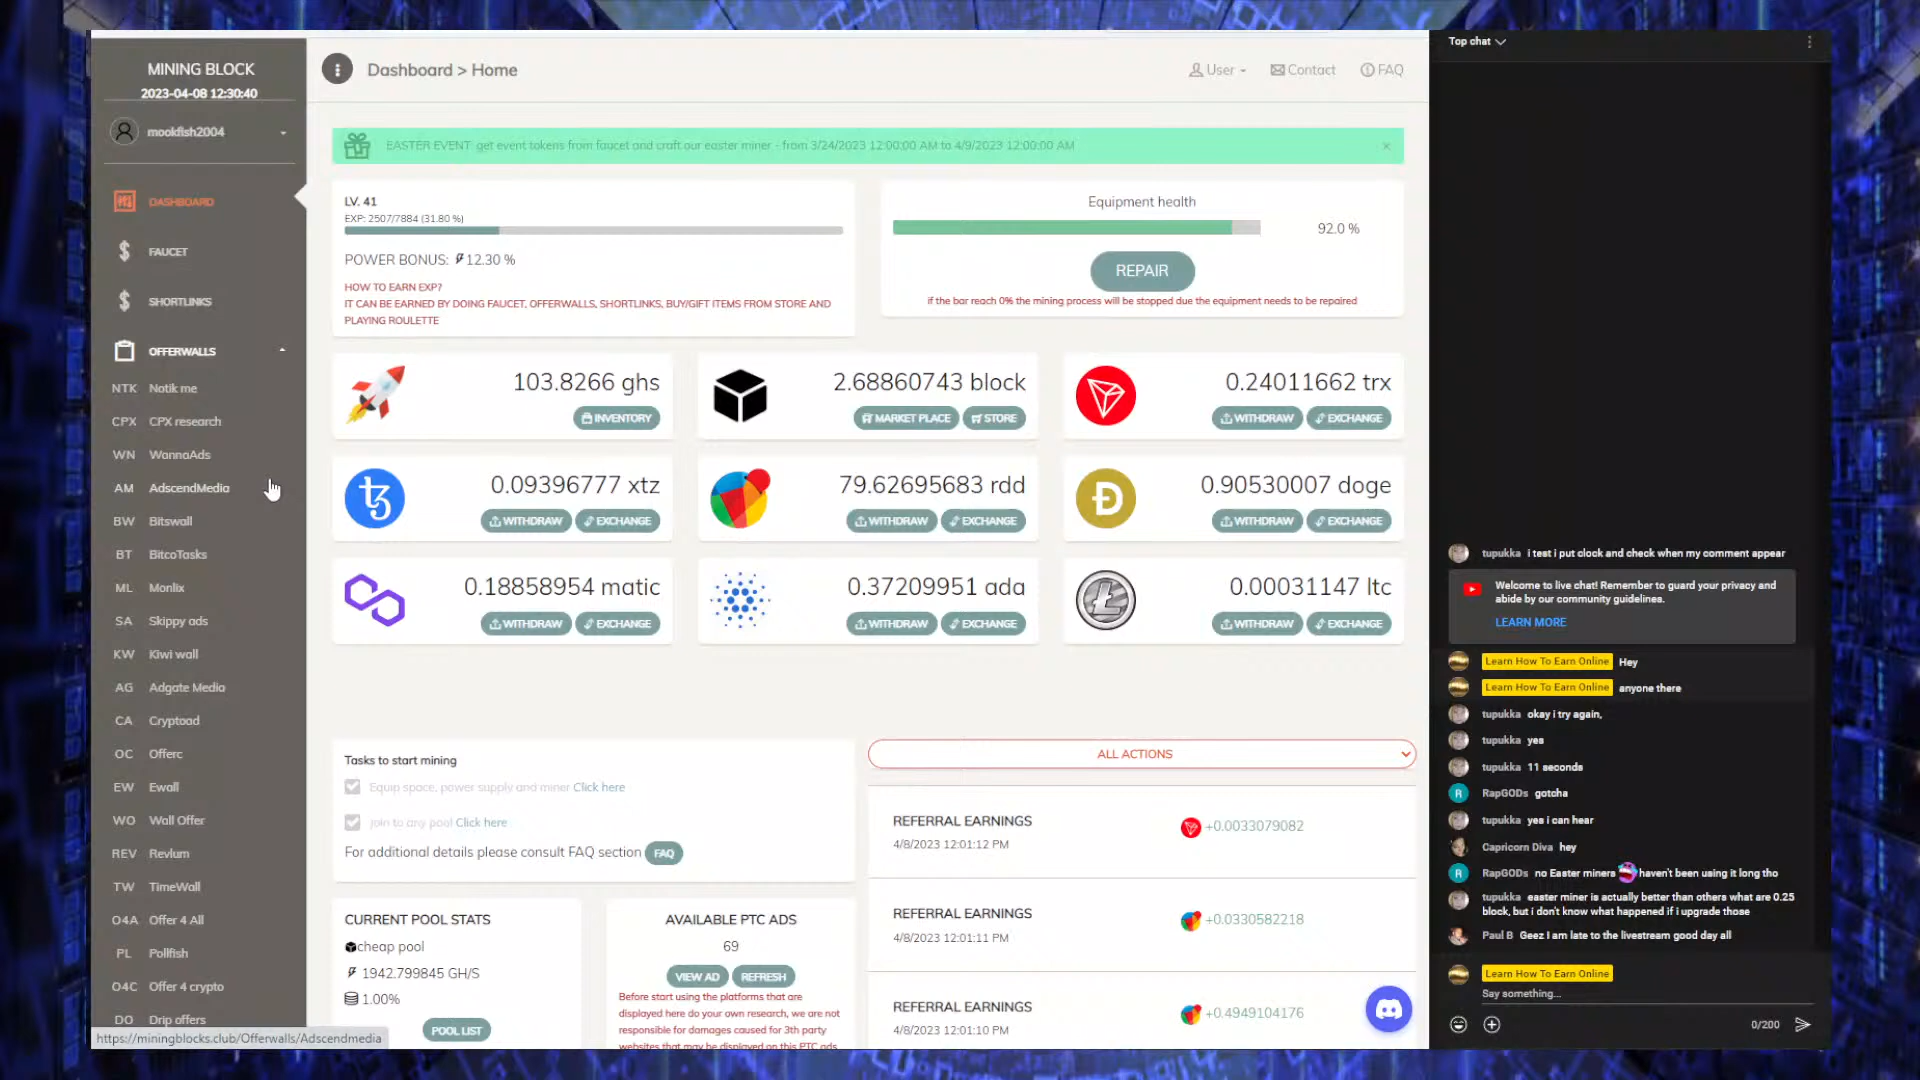 MINING BLOCK
2023-04-08 12:30:40
mookfish2004
DASHBOARD
FAUCET
SHORTLINKS
OFFERWALLS
NTK Notik me
CPX CPX research
WN WannaAds
AM AdscendMedia
BW Bitswall
BT BitcoTasks
ML Monlix
SA Skippy ads
KW Kiwi wall
AG Adgate Media
CA Cryptoad
OC Offerc
EW Ewall
WO Wall Offer
REV Revlum
TW TimeWall
O4A Offer 4 All
PL Pollfish
O4C Offer 4 crypto
DO Drip offers
https://miningblocks.club/Offerwalls/Adscendmedia
Dashboard > Home
User
Contact
FAQ
EASTER EVENT: get event tokens from faucet and craft our easter miner - from 3/24/2023 12:00:00 AM to 4/9/2023 12:00:00 AM
×
LV. 41
EXP: 2507/7884 (31.80 %)
POWER BONUS: 12.30 %
HOW TO EARN EXP?
IT CAN BE EARNED BY DOING FAUCET, OFFERWALLS, SHORTLINKS, BUY/GIFT ITEMS FROM STORE AND
PLAYING ROULETTE
Equipment health
92.0 %
REPAIR
if the bar reach 0% the mining process will be stopped due the equipment needs to be repaired
103.8266 ghs
INVENTORY
2.68860743 block
MARKET PLACE STORE
0.24011662 trx
WITHDRAW EXCHANGE
0.09396777 xtz
WITHDRAW EXCHANGE
79.62695683 rdd
WITHDRAW EXCHANGE
0.90530007 doge
WITHDRAW EXCHANGE
0.18858954 matic
WITHDRAW EXCHANGE
0.37209951 ada
WITHDRAW EXCHANGE
0.00031147 ltc
WITHDRAW EXCHANGE
Tasks to start mining
Equip space, power supply and miner Click here
Join to any pool Click here
For additional details please consult FAQ section FAQ
CURRENT POOL STATS
cheap pool
1942.799845 GH/S
1.00%
POOL LIST
AVAILABLE PTC ADS
69
VIEW AD REFRESH
Before start using the platforms that are
displayed here do your own research, we are not
responsible for damages caused for 3th party
websites that may be displayed on this PTC ads
ALL ACTIONS
REFERRAL EARNINGS
4/8/2023 12:01:12 PM
+0.0033079082
REFERRAL EARNINGS
4/8/2023 12:01:11 PM
+0.0330582218
REFERRAL EARNINGS
4/8/2023 12:01:10 PM
+0.4949104176
Top chat
tupukka i test i put clock and check when my comment appear
Welcome to live chat! Remember to guard your privacy and
abide by our community guidelines.
LEARN MORE
Learn How To Earn Online Hey
Learn How To Earn Online anyone there
tupukka okay i try again,
tupukka yes
tupukka 11 seconds
R RapGODs gotcha
tupukka yes i can hear
Capricorn Diva hey
R RapGODs no Easter miners haven't been using it long tho
tupukka easter miner is actually better than others what are 0.25
block, but i don't know what happened if i upgrade those
Paul B Geez I am late to the livestream good day all
Learn How To Earn Online
Say something...
0/200